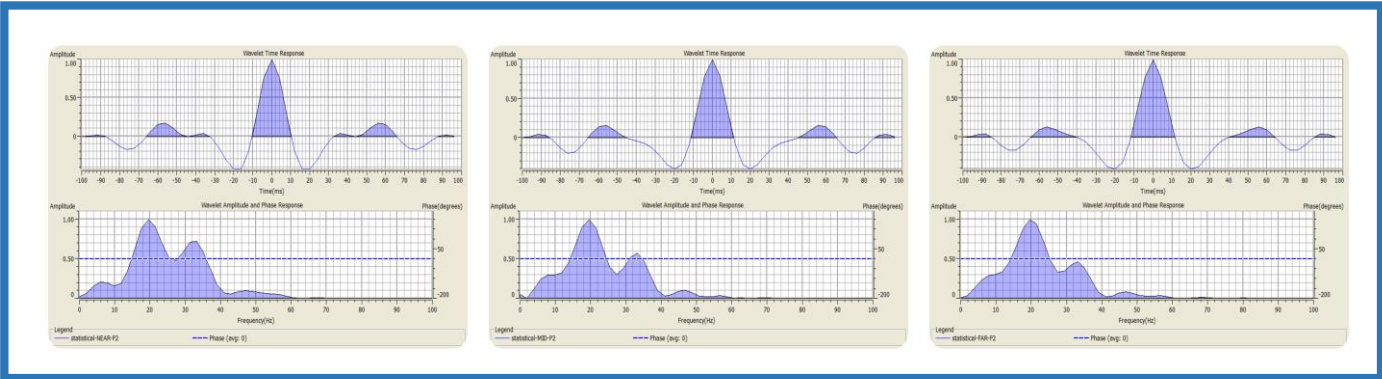 Amplitude Wavelet Time Response
1.00
0.50
0
-100 -90 -80 -70 -60 -50 -40 -30 -20 -10 0 10 20 30 40 50 60 70 80 90 100
Time(ms)
Amplitude Wavelet Amplitude and Phase Response Phase(degrees)
1.00
50
0.50
0 -200
0 10 20 30 40 50 60 70 80 90 100
Frequency(Hz)
Legend
statistical-NEAR-F2 Phase (avg: 0)
Amplitude Wavelet Time Response
1.00
0.50
0
-100 -90 -80 -70 -60 -50 -40 -30 -20 -10 0 10 20 30 40 50 60 70 80 90 100
Time(ms)
Amplitude Wavelet Amplitude and Phase Response Phase(degrees)
1.00
50
0.50
0 -200
0 10 20 30 40 50 60 70 80 90 100
Frequency(Hz)
Legend
statistical-MID-F2 Phase (avg: 0)
Amplitude Wavelet Time Response
1.00
0.50
0
-100 -90 -80 -70 -60 -50 -40 -30 -20 -10 0 10 20 30 40 50 60 70 80 90 100
Time(ms)
Amplitude Wavelet Amplitude and Phase Response Phase(degrees)
1.00
50
0.50
0 -200
0 10 20 30 40 50 60 70 80 90 100
Frequency(Hz)
Legend
statistical-FAR-F2 Phase (avg: 0)